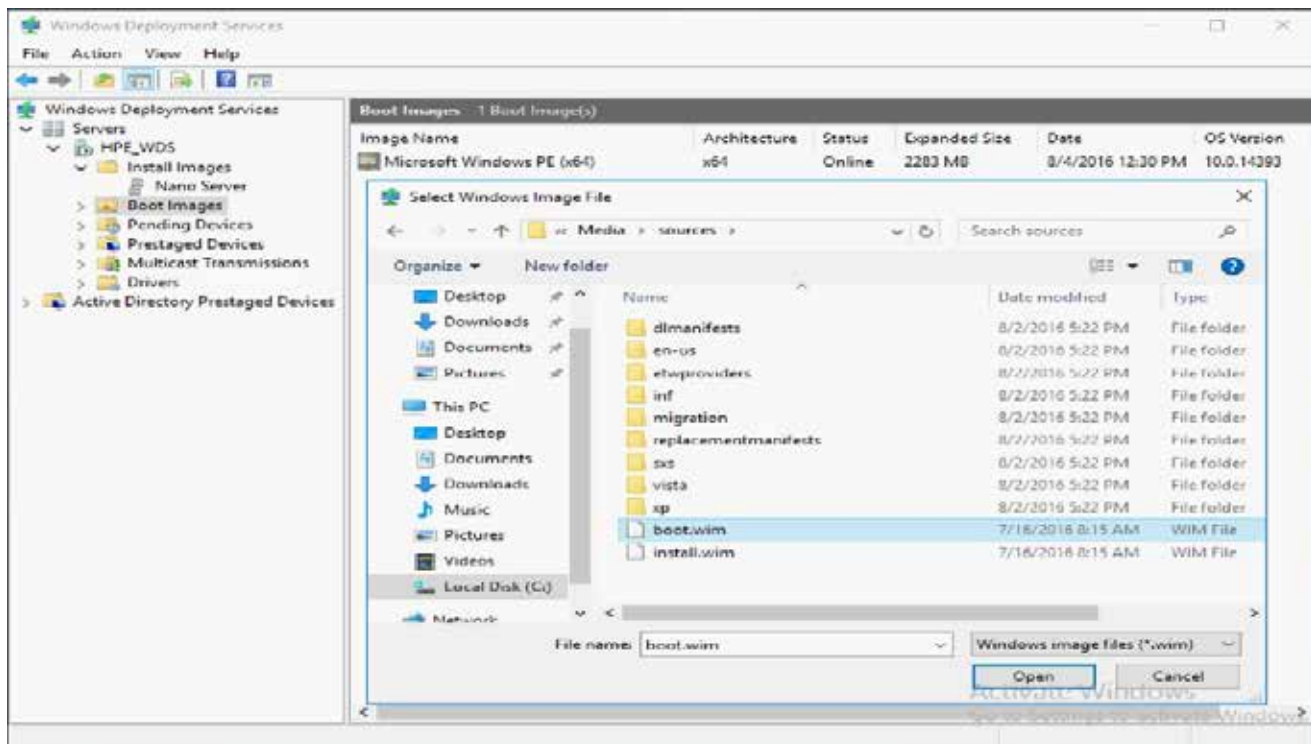 Windows Deployment Services
File Action View Help
Windows Deployment Services
Servers
HPE_WDS
Install Images
Nano Server
Boot Images
Pending Devices
Prestaged Devices
Multicast Transmissions
Drivers
Active Directory Prestaged Devices
Boot Images 1 Boot Image(s)
Image Name Architecture Status Expanded Size Date OS Version
Microsoft Windows PE (x64) x64 Online 2283 MB 8/4/2016 12:30 PM 10.0.14393
Select Windows Image File
« Media › sources ›
Search sources
Organize New folder
Desktop
Downloads
Documents
Pictures
This PC
Desktop
Documents
Downloads
Music
Pictures
Videos
Local Disk (C:)
Network
Name Date modified Type
dlmanifests 8/2/2016 5:22 PM File folder
en-us 8/2/2016 5:22 PM File folder
etwproviders 8/2/2016 5:22 PM File folder
inf 8/2/2016 5:22 PM File folder
migration 8/2/2016 5:22 PM File folder
replacementmanifests 8/2/2016 5:22 PM File folder
sxs 8/2/2016 5:22 PM File folder
vista 8/2/2016 5:22 PM File folder
xp 8/2/2016 5:22 PM File folder
boot.wim 7/16/2016 8:15 AM WIM File
install.wim 7/16/2016 8:15 AM WIM File
File name: boot.wim
Windows image files (*.wim)
Open Cancel
Activate Windows
Go to Settings to activate Windows